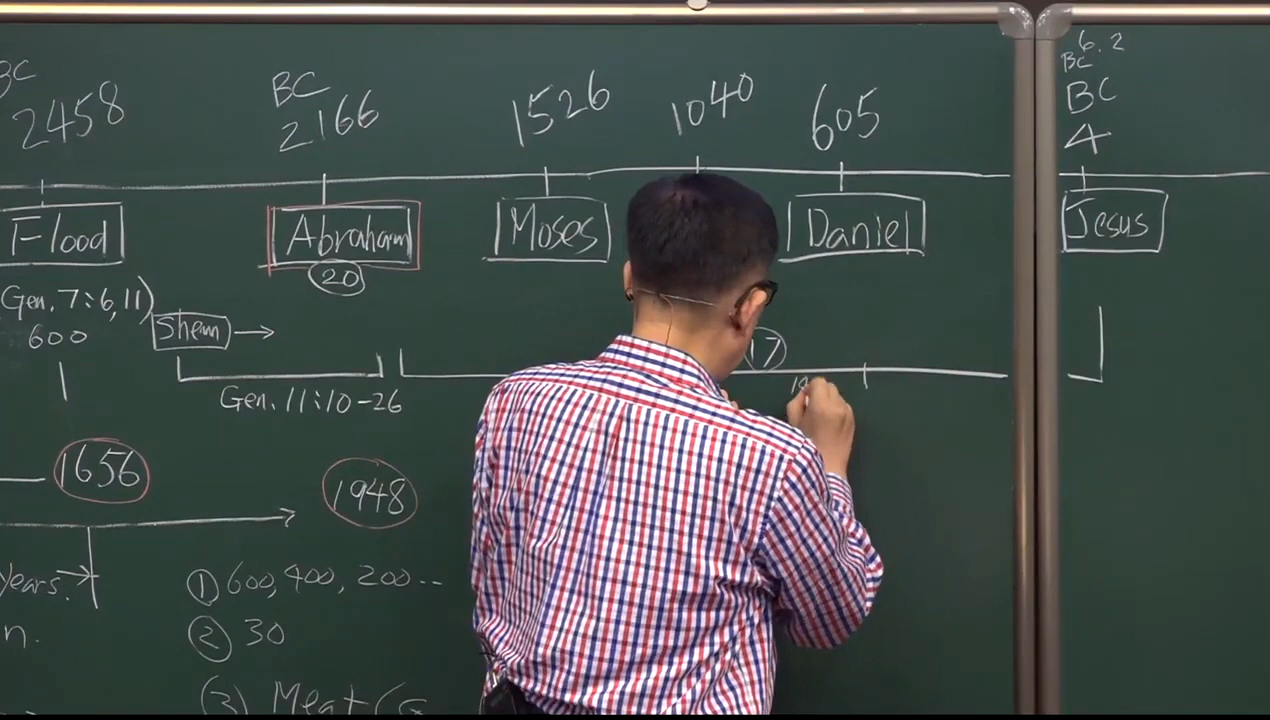 BC
2458
BC
2166
1526
1040
605
6.2
BC
BC
4
Flood
Abraham
Moses
Daniel
Jesus
20
Gen. 7:6,11)
600
Shem →
17
Gen. 11:10-26
1656
1948
years.
n.
① 600, 400, 200 ..
② 30
(3) Meat (G